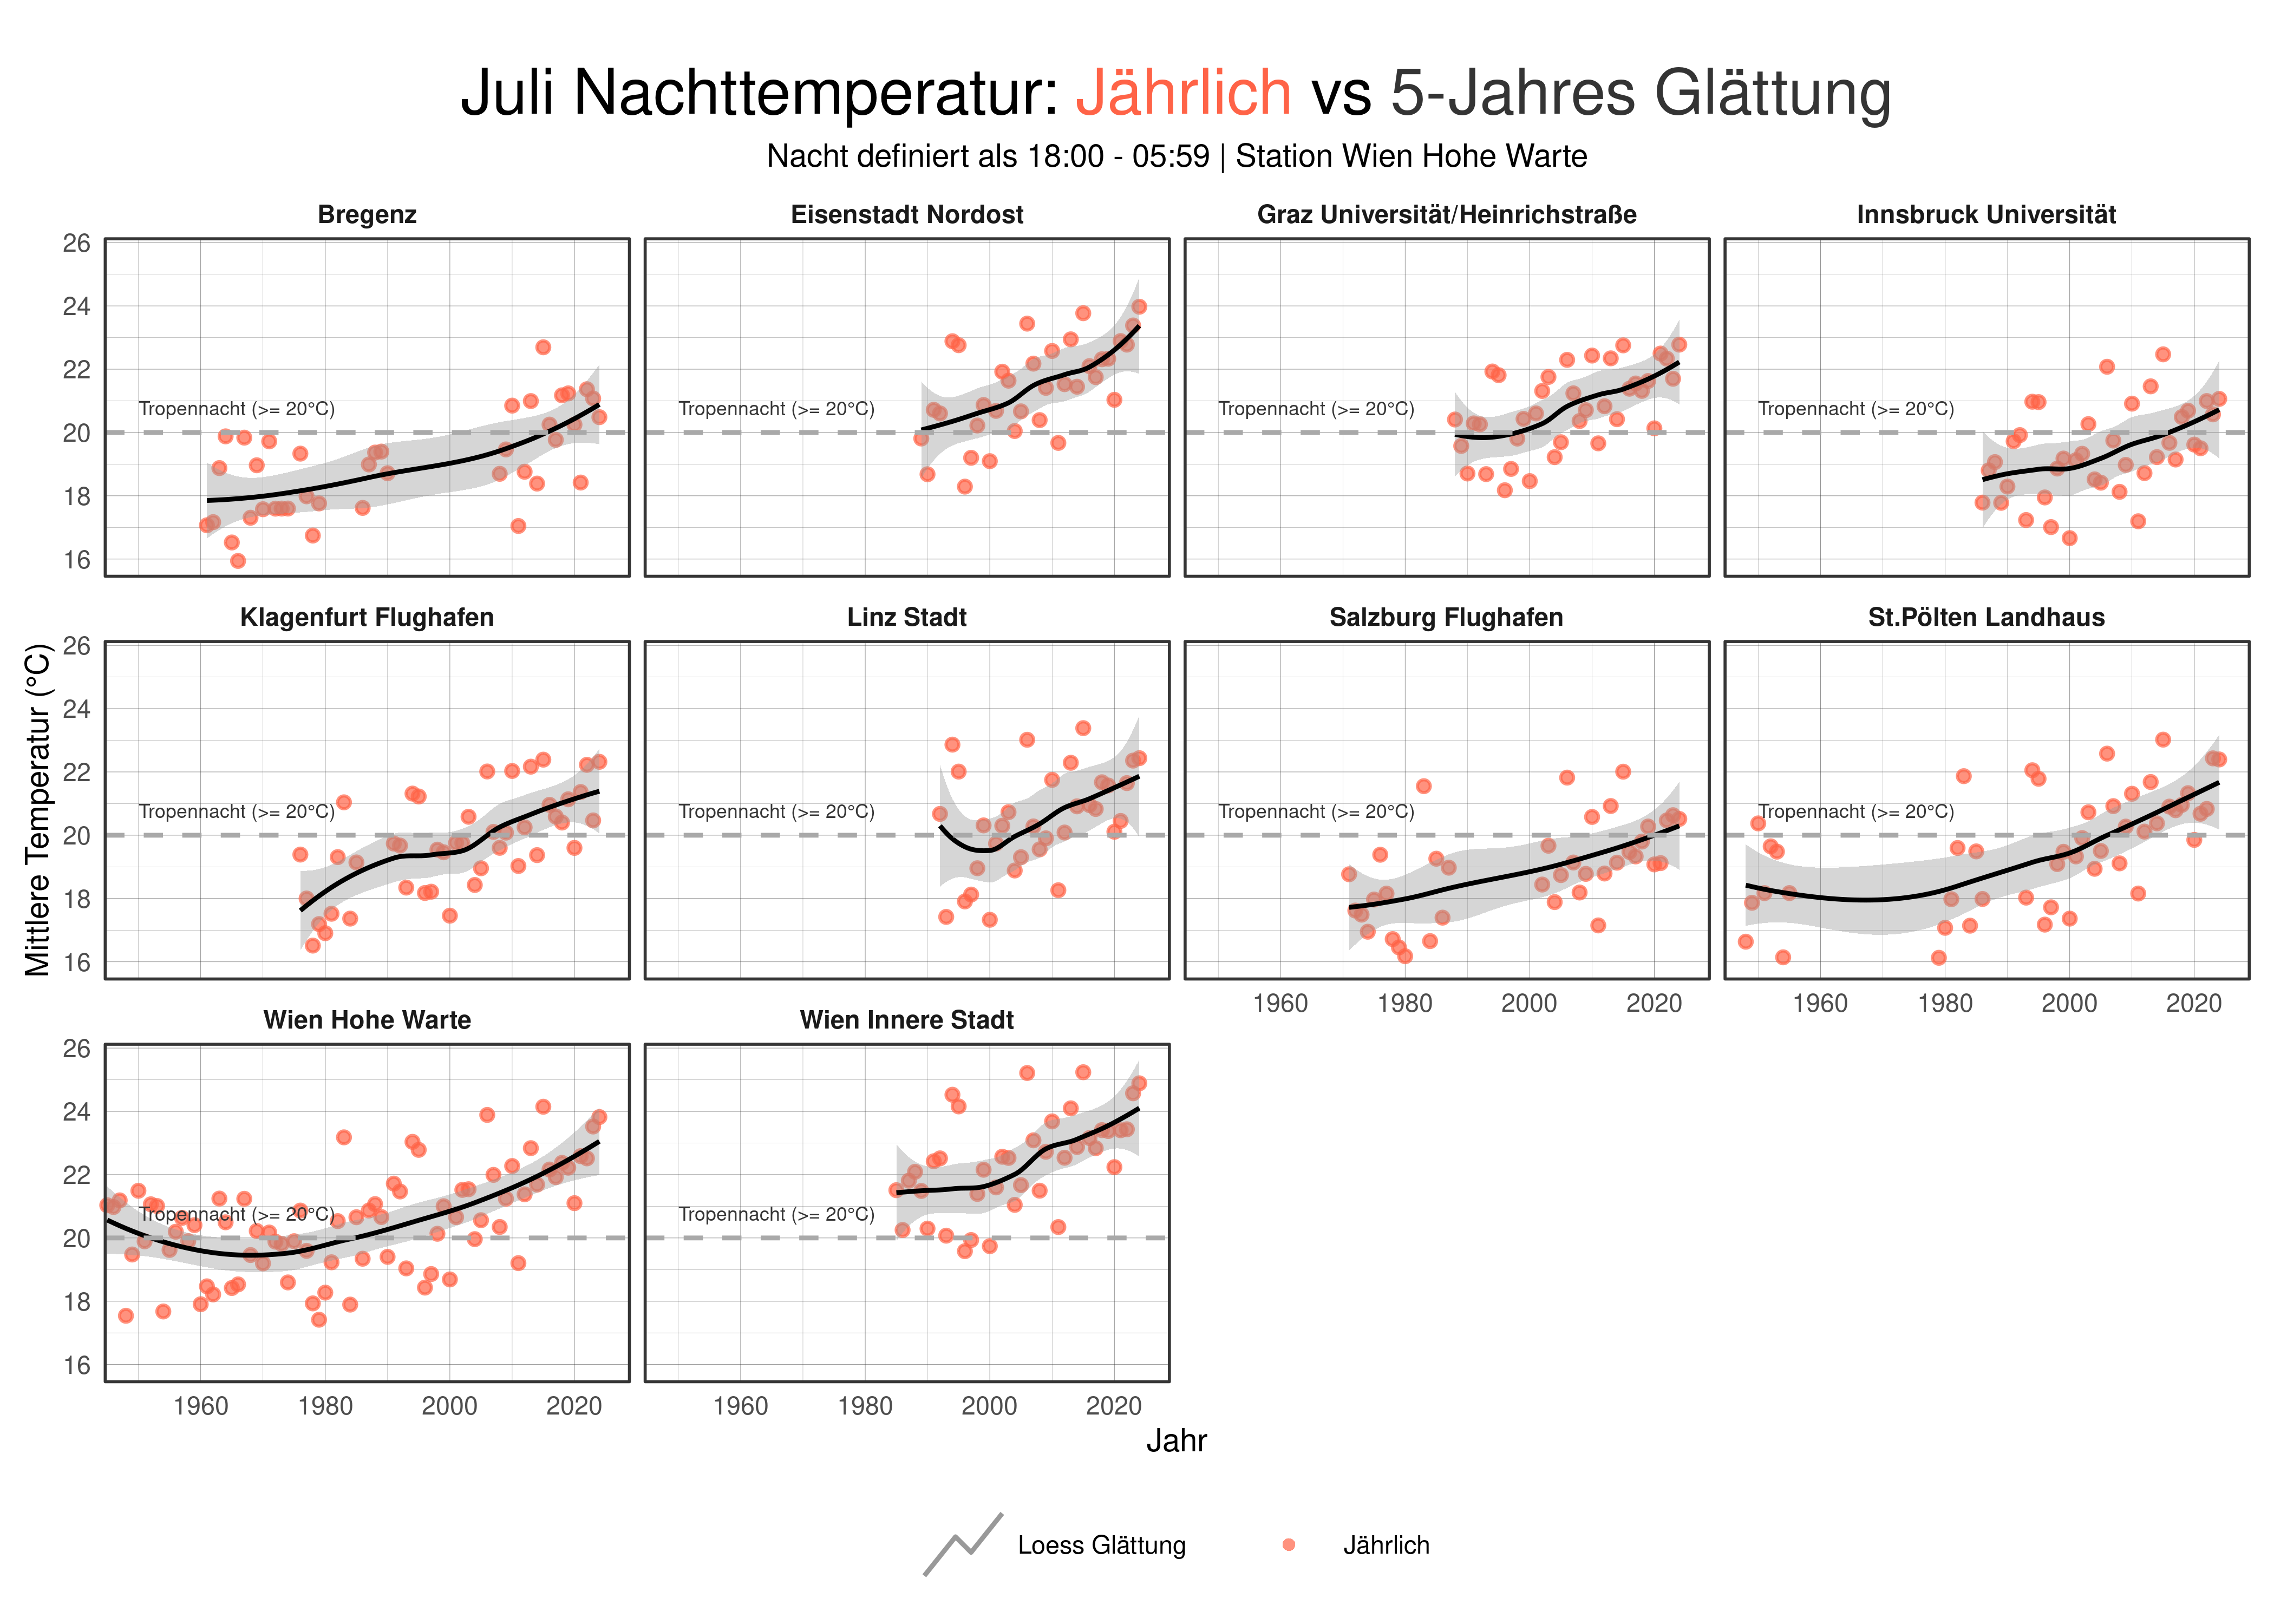 Juli Nachttemperatur: Jährlich vs 5-Jahres Glättung
Nacht definiert als 18:00 - 05:59 | Station Wien Hohe Warte
Mittlere Temperatur (°C)
Bregenz
Eisenstadt Nordost
Graz Universität/Heinrichstraße
Innsbruck Universität
26
24
22
20
18
16
Tropennacht (>= 20°C)
Tropennacht (>= 20°C)
Tropennacht (>= 20°C)
Tropennacht (>= 20°C)
Klagenfurt Flughafen
Linz Stadt
Salzburg Flughafen
St.Pölten Landhaus
26
24
22
20
18
16
Tropennacht (>= 20°C)
Tropennacht (>= 20°C)
Tropennacht (>= 20°C)
Tropennacht (>= 20°C)
1960 1980 2000 2020
1960 1980 2000 2020
Wien Hohe Warte
Wien Innere Stadt
26
24
22
20
18
16
Tropennacht (>= 20°C)
Tropennacht (>= 20°C)
1960 1980 2000 2020
1960 1980 2000 2020
Jahr
Loess Glättung
Jährlich